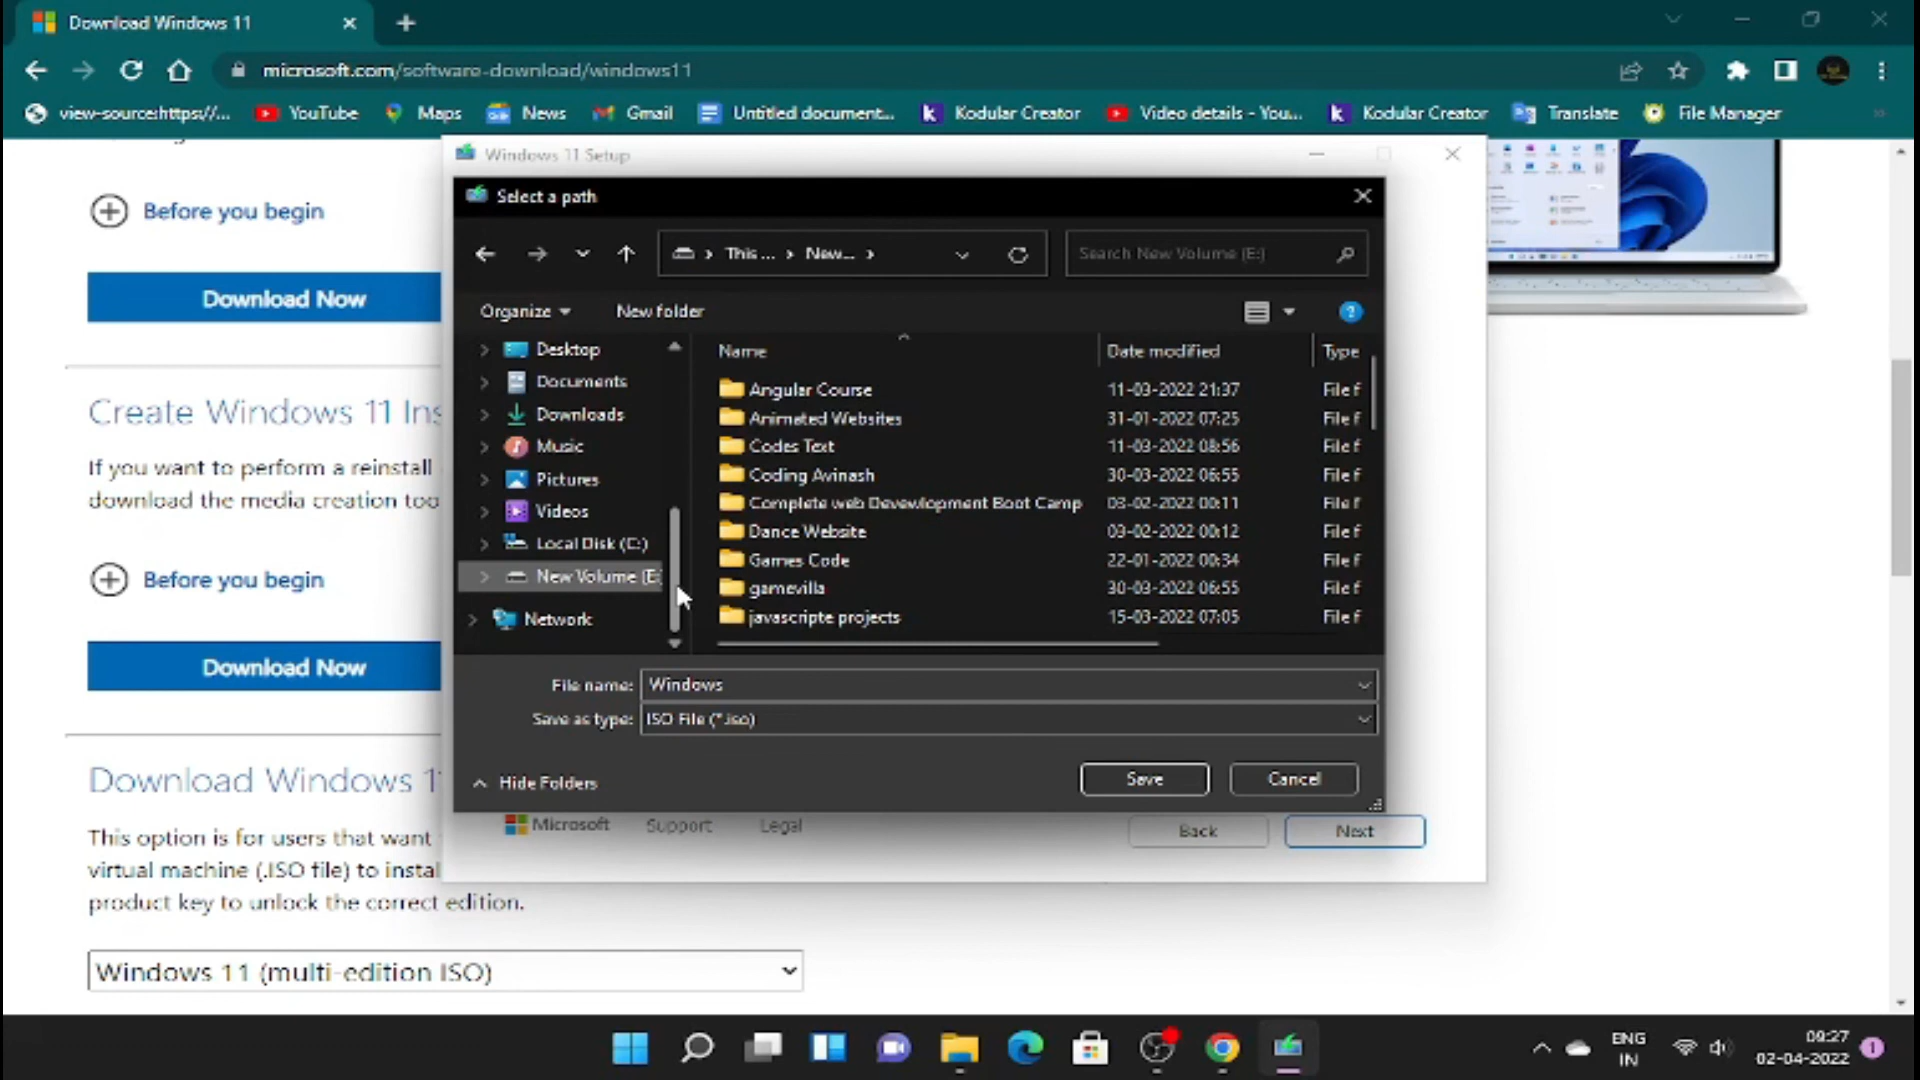 Download Windows 11
microsoft.com/software-download/windows11
view-source:https:///... YouTube Maps News Gmail Untitled document... Kodular Creator Video details - You... Kodular Creator Translate File Manager
Windows 11 Setup
Select a path
Before you begin
This ... New...
Search New Volume (E:)
Download Now
Organize New folder
Name Date modified Type
Desktop
Documents
Downloads
Music
Pictures
Videos
Local Disk (C:)
New Volume (E:
Network
Angular Course 11-03-2022 21:37 File f
Animated Websites 31-01-2022 07:25 File f
Codes Text 11-03-2022 08:56 File f
Coding Avinash 30-03-2022 06:55 File f
Complete web Devewlopment Boot Camp 03-02-2022 00:11 File f
Dance Website 09-02-2022 00:12 File f
Games Code 22-01-2022 00:34 File f
gamevilla 30-03-2022 06:55 File f
javascripte projects 15-03-2022 07:05 File f
Create Windows 11 Ins
If you want to perform a reinstall
download the media creation too
Before you begin
Download Now
File name: Windows
Save as type: ISO File (*.iso)
Hide Folders
Save Cancel
Microsoft Support Legal
Back Next
Download Windows 1
This option is for users that want
virtual machine (.ISO file) to instal
product key to unlock the correct edition.
Windows 11 (multi-edition ISO)
ENG
IN
09:27
02-04-2022
1